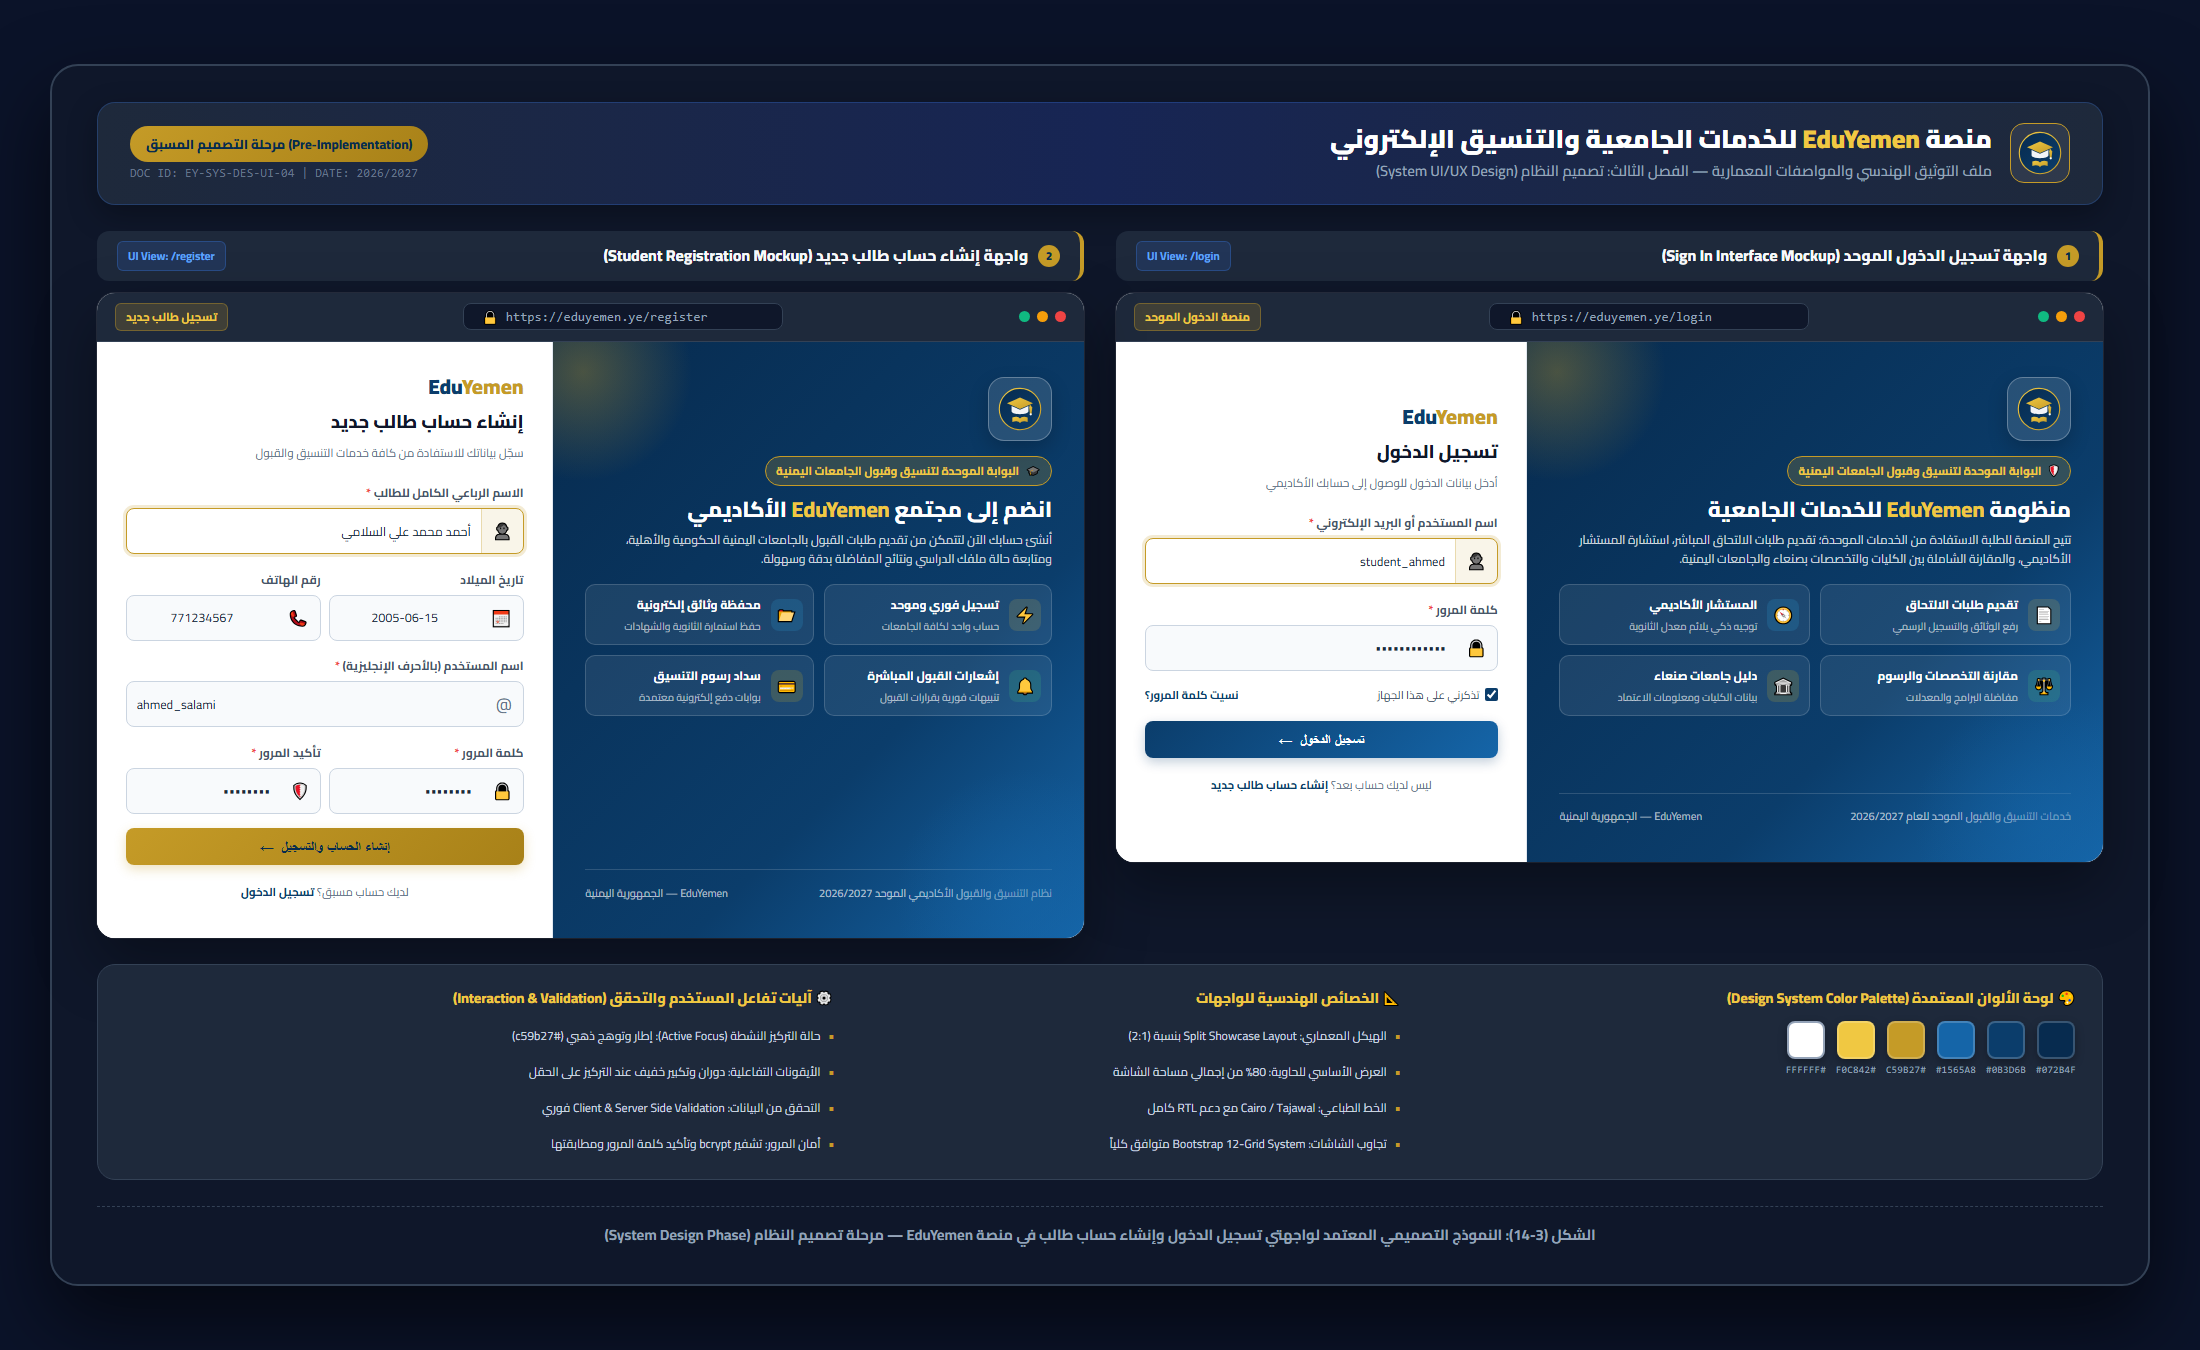 منصة EduYemen للخدمات الجامعية والتنسيق الإلكتروني
ملف التوثيق الهندسي والمواصفات المعمارية — الفصل الثالث: تصميم النظام (System UI/UX Design)
مرحلة التصميم المسبق (Pre-Implementation)
DOC ID: EY-SYS-DES-UI-04 | DATE: 2026/2027
1 واجهة تسجيل الدخول الموحد (Sign In Interface Mockup)
UI View: /login
https://eduyemen.ye/login
منصة الدخول الموحد
البوابة الموحدة لتنسيق وقبول الجامعات اليمنية
منظومة EduYemen للخدمات الجامعية
تتيح المنصة للطلبة الاستفادة من الخدمات الموحدة؛ تقديم طلبات الالتحاق المباشر، استشارة المستشار
الأكاديمي، والمقارنة الشاملة بين الكليات والتخصصات بصنعاء والجامعات اليمنية.
تقديم طلبات الالتحاق
رفع الوثائق والتسجيل الرسمي
المستشار الأكاديمي
توجيه ذكي يلائم معدل الثانوية
مقارنة التخصصات والرسوم
مفاضلة البرامج والمعدلات
دليل جامعات صنعاء
بيانات الكليات ومعلومات الاعتماد
خدمات التنسيق والقبول الموحد للعام 2026/2027
EduYemen — الجمهورية اليمنية
EduYemen
تسجيل الدخول
أدخل بيانات الدخول للوصول إلى حسابك الأكاديمي
اسم المستخدم أو البريد الإلكتروني *
student_ahmed
كلمة المرور *
••••••••••••
تذكرني على هذا الجهاز
نسيت كلمة المرور؟
تسجيل الدخول ←
ليس لديك حساب بعد؟ إنشاء حساب طالب جديد
2 واجهة إنشاء حساب طالب جديد (Student Registration Mockup)
UI View: /register
https://eduyemen.ye/register
تسجيل طالب جديد
البوابة الموحدة لتنسيق وقبول الجامعات اليمنية
انضم إلى مجتمع EduYemen الأكاديمي
أنشئ حسابك الآن لتتمكن من تقديم طلبات القبول بالجامعات اليمنية الحكومية والأهلية،
ومتابعة حالة ملفك الدراسي ونتائج المفاضلة بدقة وسهولة.
تسجيل فوري وموحد
حساب واحد لكافة الجامعات
محفظة وثائق إلكترونية
حفظ استمارة الثانوية والشهادات
إشعارات القبول المباشرة
تنبيهات فورية بقرارات القبول
سداد رسوم التنسيق
بوابات دفع إلكترونية معتمدة
نظام التنسيق والقبول الأكاديمي الموحد 2026/2027
EduYemen — الجمهورية اليمنية
EduYemen
إنشاء حساب طالب جديد
سجّل بياناتك للاستفادة من كافة خدمات التنسيق والقبول
الاسم الرباعي الكامل للطالب *
أحمد محمد علي السلامي
تاريخ الميلاد
رقم الهاتف
2005-06-15
771234567
اسم المستخدم (بالأحرف الإنجليزية) *
@ ahmed_salami
كلمة المرور *
تأكيد المرور *
••••••••
••••••••
إنشاء الحساب والتسجيل ←
لديك حساب مسبق؟ تسجيل الدخول
لوحة الألوان المعتمدة (Design System Color Palette)
#072B4F
#0B3D6B
#1565A8
C59B27#
F0C842#
FFFFFF#
الخصائص الهندسية للواجهات
الهيكل المعماري: Split Showcase Layout بنسبة (2:1)
العرض الأساسي للحاوية: 80% من إجمالي مساحة الشاشة
الخط الطباعي: Cairo / Tajawal مع دعم RTL كامل
تجاوب الشاشات: Bootstrap 12-Grid System متوافق كلياً
آليات تفاعل المستخدم والتحقق (Interaction & Validation)
حالة التركيز النشطة (Active Focus): إطار وتوهج ذهبي (#c59b27)
الأيقونات التفاعلية: دوران وتكبير خفيف عند التركيز على الحقل
التحقق من البيانات: Client & Server Side Validation فوري
أمان المرور: تشفير bcrypt وتأكيد كلمة المرور ومطابقتها
الشكل (3-14): النموذج التصميمي المعتمد لواجهتي تسجيل الدخول وإنشاء حساب طالب في منصة EduYemen — مرحلة تصميم النظام (System Design Phase)